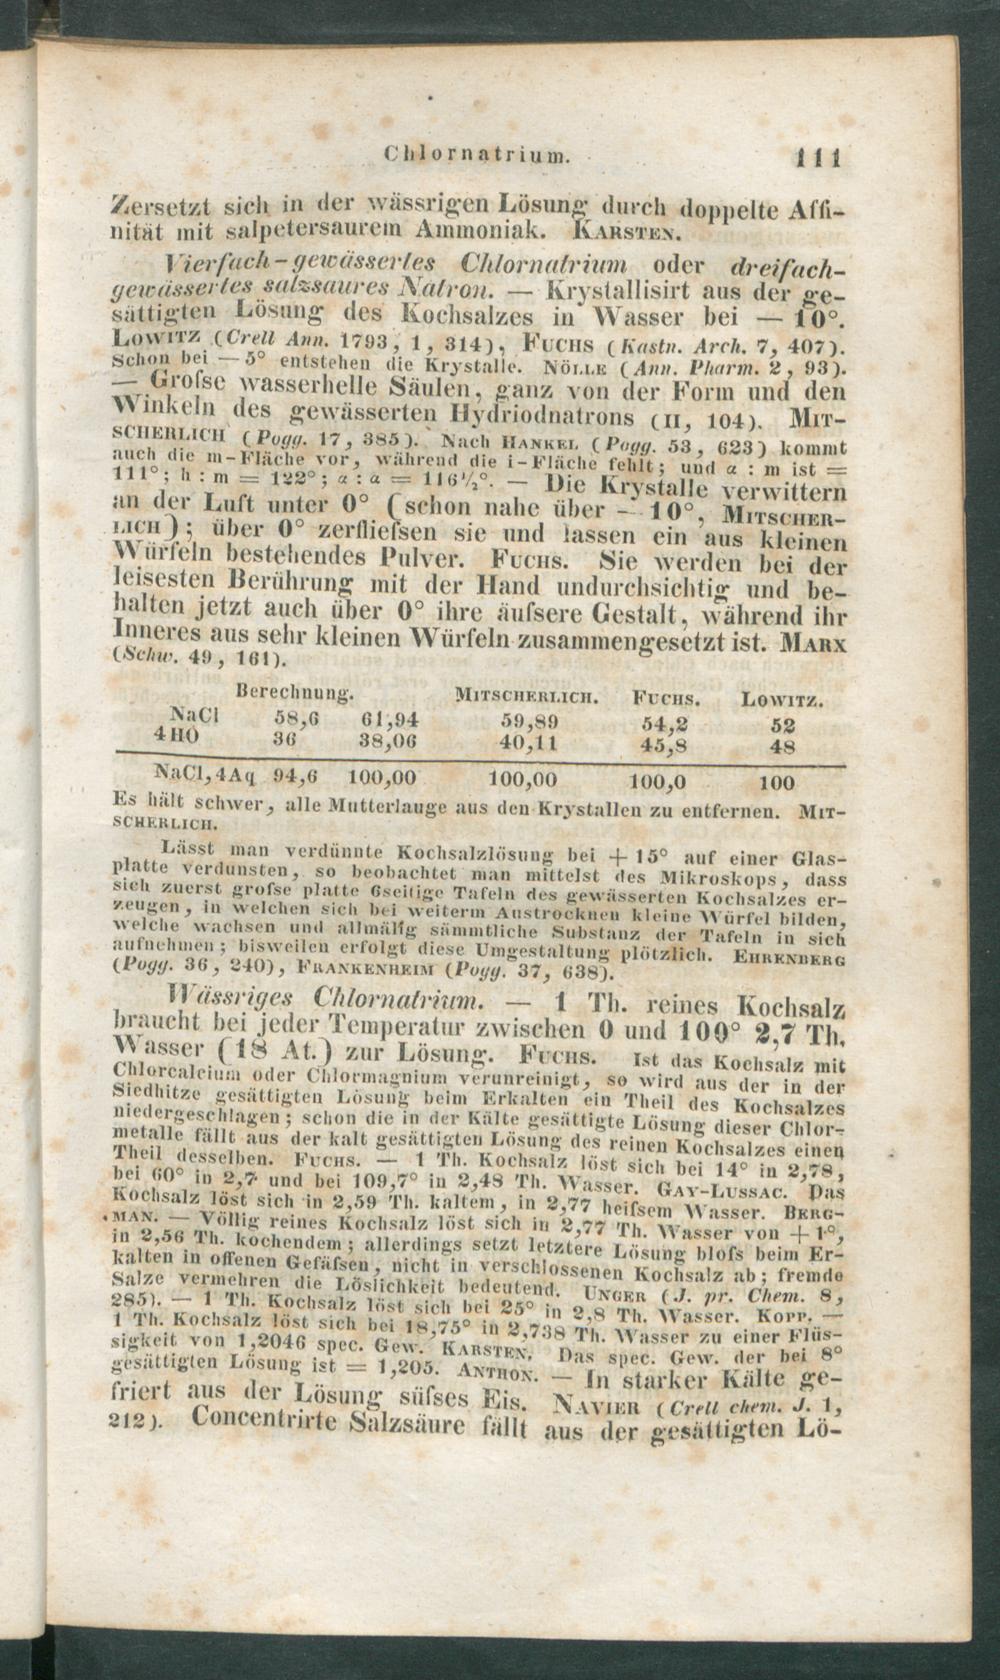 Chlornatrium. 111
Zersetzt sich in der wässrigen Lösung durch doppelte Affi-
nität mit salpetersaurem Ammoniak. KARSTEN.
Vierfach-gewässertes Chlornatrium oder dreifach-
gewässertes salzsaures Natron. — Krystallisirt aus der ge-
sättigten Lösung des Kochsalzes in Wasser bei — 10°.
LOWITZ (Crell Ann. 1793, 1, 314), FUCHS (Kastn. Arch. 7, 407).
Schon bei — 5° entstehen die Krystalle. NÖLLE (Ann. Pharm. 2, 93).
— Grofse wasserhelle Säulen, ganz von der Form und den
Winkeln des gewässerten Hydriodnatrons (II, 104). MIT-
SCHERLICH (Pogg. 17, 385). Nach HANKEL (Pogg. 53, 623) kommt
auch die m-Fläche vor, während die i-Fläche fehlt; und α : m ist =
111°; h : m = 122°; α : α = 116½°. — Die Krystalle verwittern
an der Luft unter 0° (schon nahe über — 10°, MITSCHER-
LICH); über 0° zerfliefsen sie und lassen ein aus kleinen
Würfeln bestehendes Pulver. FUCHS. Sie werden bei der
leisesten Berührung mit der Hand undurchsichtig und be-
halten jetzt auch über 0° ihre äufsere Gestalt, während ihr
Inneres aus sehr kleinen Würfeln zusammengesetzt ist. MARX
(Schw. 49, 161).
Berechnung. MITSCHERLICH. FUCHS. LOWITZ.
NaCl 58,6 61,94 59,89 54,2 52
4HO 36 38,06 40,11 45,8 48
NaCl,4Aq 94,6 100,00 100,00 100,0 100
Es hält schwer, alle Mutterlauge aus den Krystallen zu entfernen. MIT-
SCHERLICH.
Lässt man verdünnte Kochsalzlösung bei + 15° auf einer Glas-
platte verdunsten, so beobachtet man mittelst des Mikroskops, dass
sich zuerst grofse platte 6seitige Tafeln des gewässerten Kochsalzes er-
zeugen, in welchen sich bei weiterm Austrocknen kleine Würfel bilden,
welche wachsen und allmälig sämmtliche Substanz der Tafeln in sich
aufnehmen; bisweilen erfolgt diese Umgestaltung plötzlich. EHRENBERG
(Pogg. 36, 240), FRANKENHEIM (Pogg. 37, 638).
Wässriges Chlornatrium. — 1 Th. reines Kochsalz
braucht bei jeder Temperatur zwischen 0 und 100° 2,7 Th.
Wasser (18 At.) zur Lösung. FUCHS. Ist das Kochsalz mit
Chlorcalcium oder Chlormagnium verunreinigt, so wird aus der in der
Siedhitze gesättigten Lösung beim Erkalten ein Theil des Kochsalzes
niedergeschlagen; schon die in der Kälte gesättigte Lösung dieser Chlor-
metalle fällt aus der kalt gesättigten Lösung des reinen Kochsalzes einen
Theil desselben. FUCHS. — 1 Th. Kochsalz löst sich bei 14° in 2,78,
bei 60° in 2,7 und bei 109,7° in 2,48 Th. Wasser. GAY-LUSSAC. Das
Kochsalz löst sich in 2,59 Th. kaltem, in 2,77 heifsem Wasser. BERG-
MAN. — Völlig reines Kochsalz löst sich in 2,77 Th. Wasser von + 1°,
in 2,56 Th. kochendem; allerdings setzt letztere Lösung blofs beim Er-
kalten in offenen Gefäfsen, nicht in verschlossenen Kochsalz ab; fremde
Salze vermehren die Löslichkeit bedeutend. UNGER (J. pr. Chem. 8,
285). — 1 Th. Kochsalz löst sich bei 25° in 2,8 Th. Wasser. KOPP. —
1 Th. Kochsalz löst sich bei 18,75° in 2,738 Th. Wasser zu einer Flüs-
sigkeit von 1,2046 spec. Gew. KARSTEN. Das spec. Gew. der bei 8°
gesättigten Lösung ist = 1,205. ANTHON. — In starker Kälte ge-
friert aus der Lösung süfses Eis. NAVIER (Crell chem. J. 1,
212). Concentrirte Salzsäure fällt aus der gesättigten Lö-